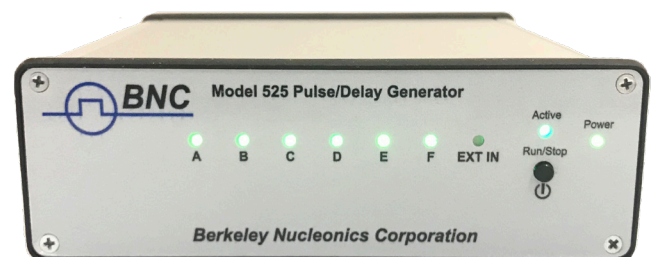 BNC
Model 525 Pulse/Delay Generator
Active
Power
Run/Stop
A B C D E F EXT IN
Berkeley Nucleonics Corporation